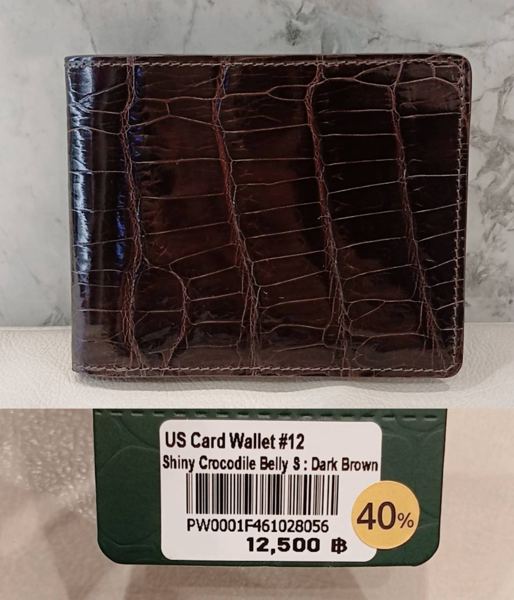 US Card Wallet #12
Shiny Crocodile Belly S : Dark Brown
PW0001F461028056
12,500 ฿
40%